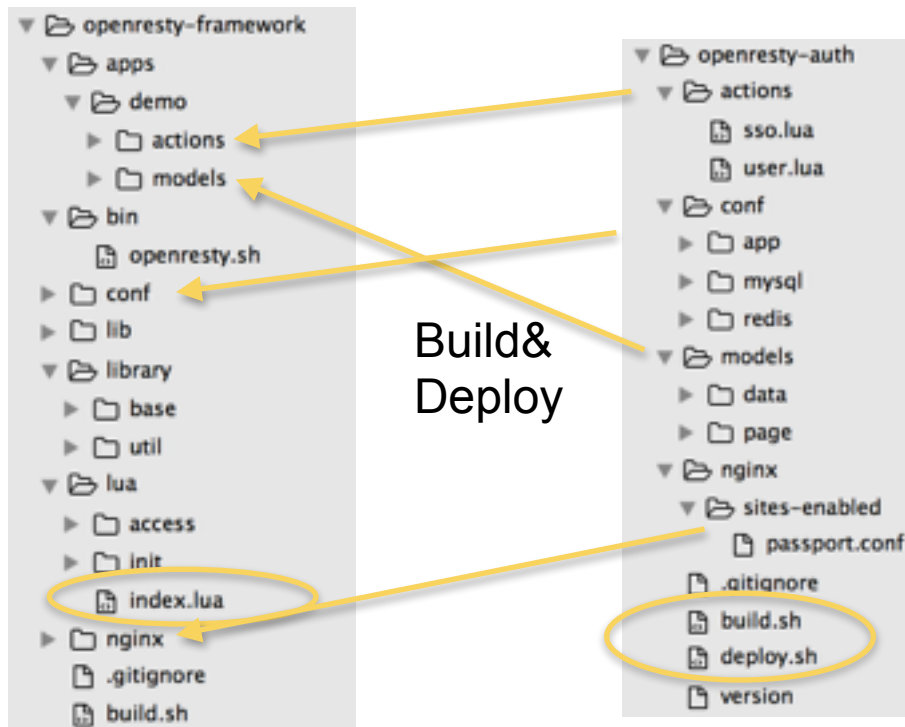 openresty-framework
apps
demo
actions
models
bin
openresty.sh
conf
lib
library
base
util
lua
access
init
index.lua
nginx
.gitignore
build.sh
Build&
Deploy
openresty-auth
actions
sso.lua
user.lua
conf
app
mysql
redis
models
data
page
nginx
sites-enabled
passport.conf
.gitignore
build.sh
deploy.sh
version